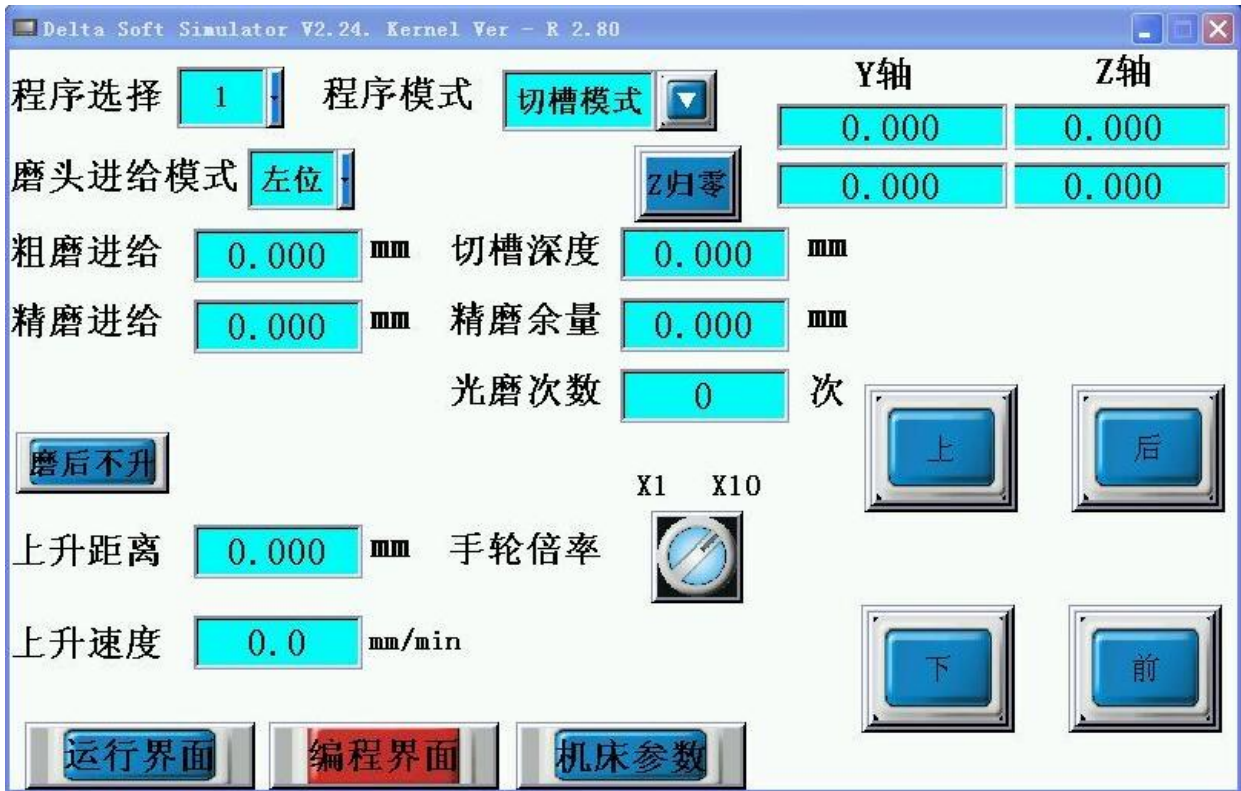 Delta Soft Simulator V2.24. Kernel Ver - R 2.80
程序选择 1 程序模式 切槽模式 Y轴 Z轴
0.000 0.000
磨头进给模式 左位 Z归零 0.000 0.000
粗磨进给 0.000 mm 切槽深度 0.000 mm
精磨进给 0.000 mm 精磨余量 0.000 mm
光磨次数 0 次
上 后
磨后不升
X1 X10
上升距离 0.000 mm 手轮倍率
上升速度 0.0 mm/min
下 前
运行界面 编程界面 机床参数